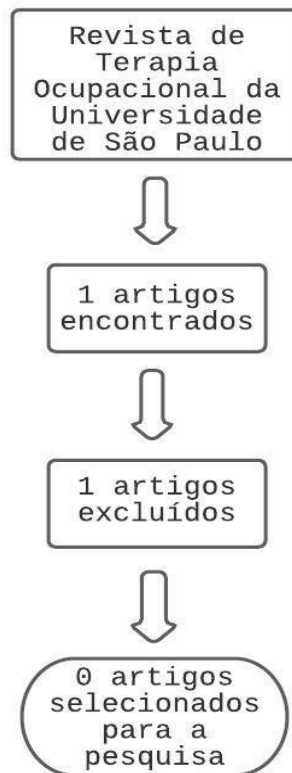 Revista de
Terapia
Ocupacional da
Universidade
de São Paulo
1 artigos
encontrados
1 artigos
excluídos
0 artigos
selecionados
para a
pesquisa